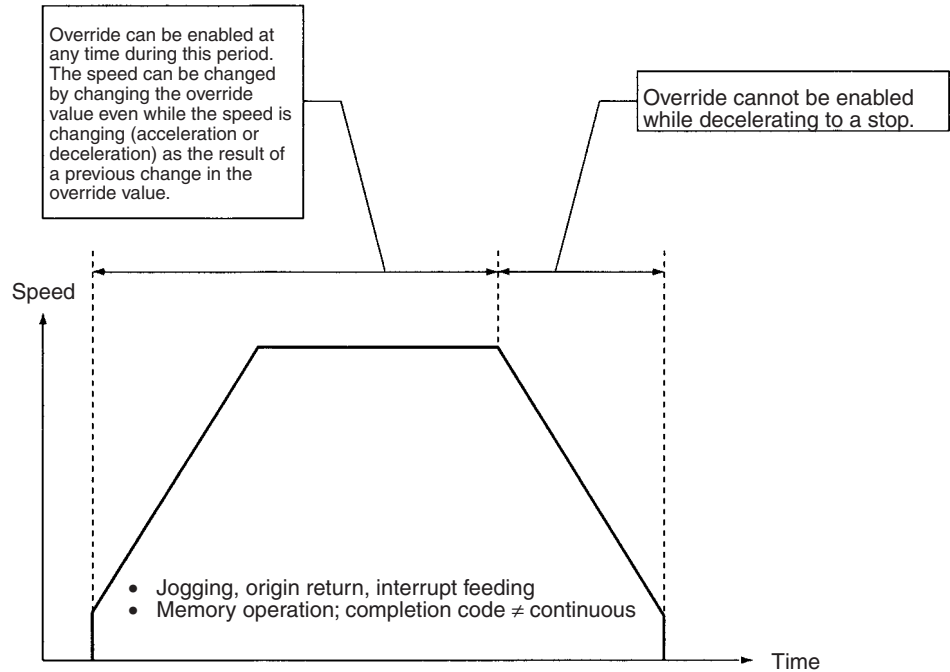 Override can be enabled at
any time during this period.
The speed can be changed
by changing the override
value even while the speed is
changing (acceleration or
deceleration) as the result of
a previous change in the
override value.
Override cannot be enabled
while decelerating to a stop.
Speed
• Jogging, origin return, interrupt feeding
• Memory operation; completion code ≠ continuous
Time